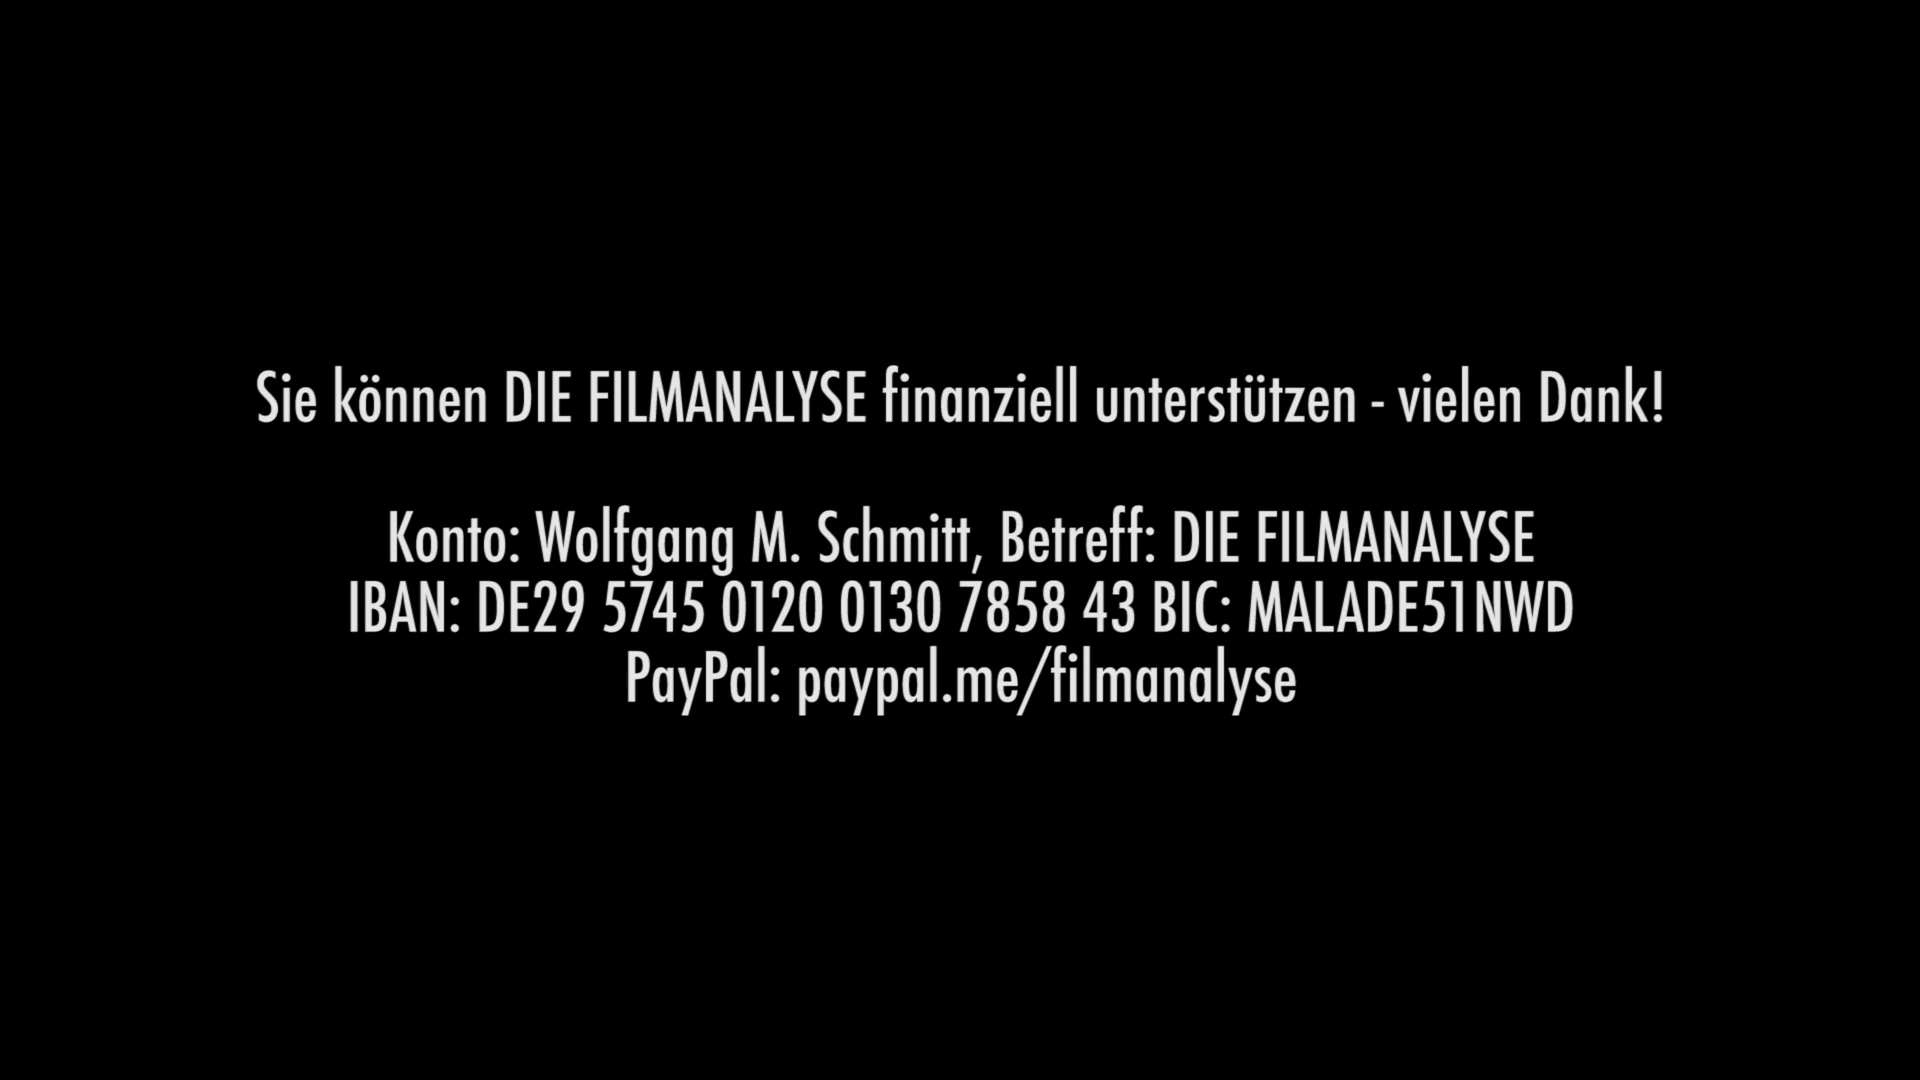 Sie können DIE FILMANALYSE finanziell unterstützen - vielen Dank!
Konto: Wolfgang M. Schmitt, Betreff: DIE FILMANALYSE
IBAN: DE29 5745 0120 0130 7858 43 BIC: MALADE51NWD
PayPal: paypal.me/filmanalyse